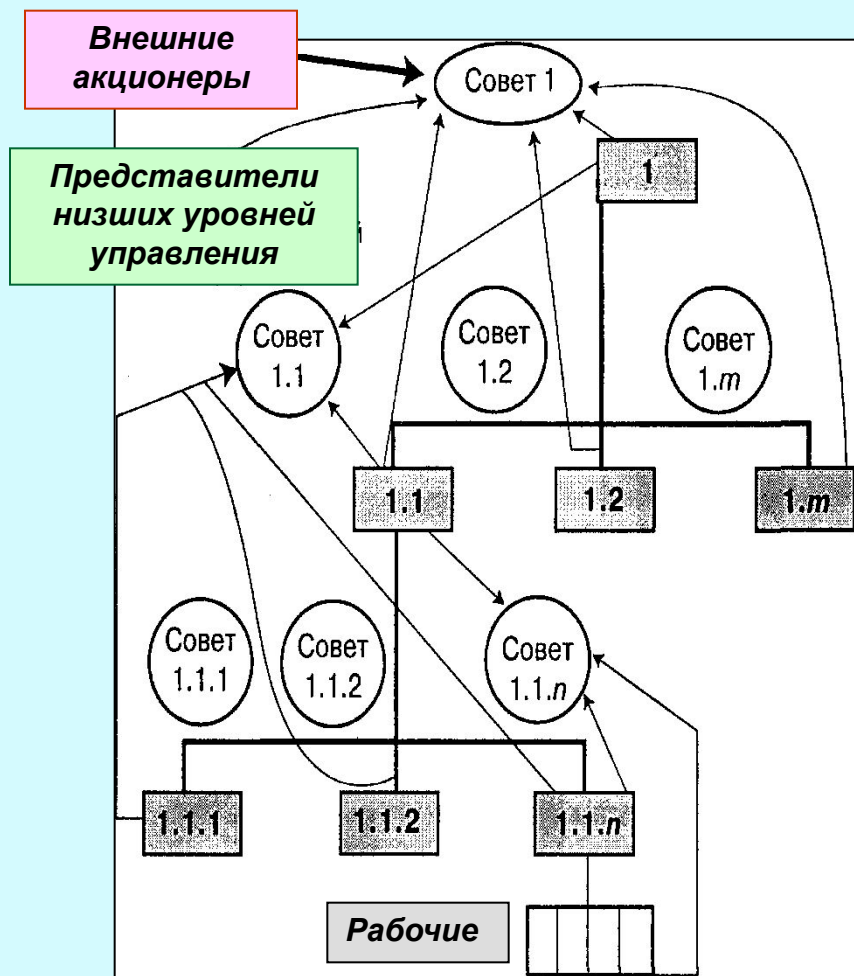 Внешние
акционеры
Совет 1
Представители
низших уровней
управления
й
1
Совет
1.1
Совет
1.2
Совет
1.m
1.1
1.2
1.m
Совет
1.1.1
Совет
1.1.2
Совет
1.1.n
1.1.1
1.1.2
1.1.n
Рабочие